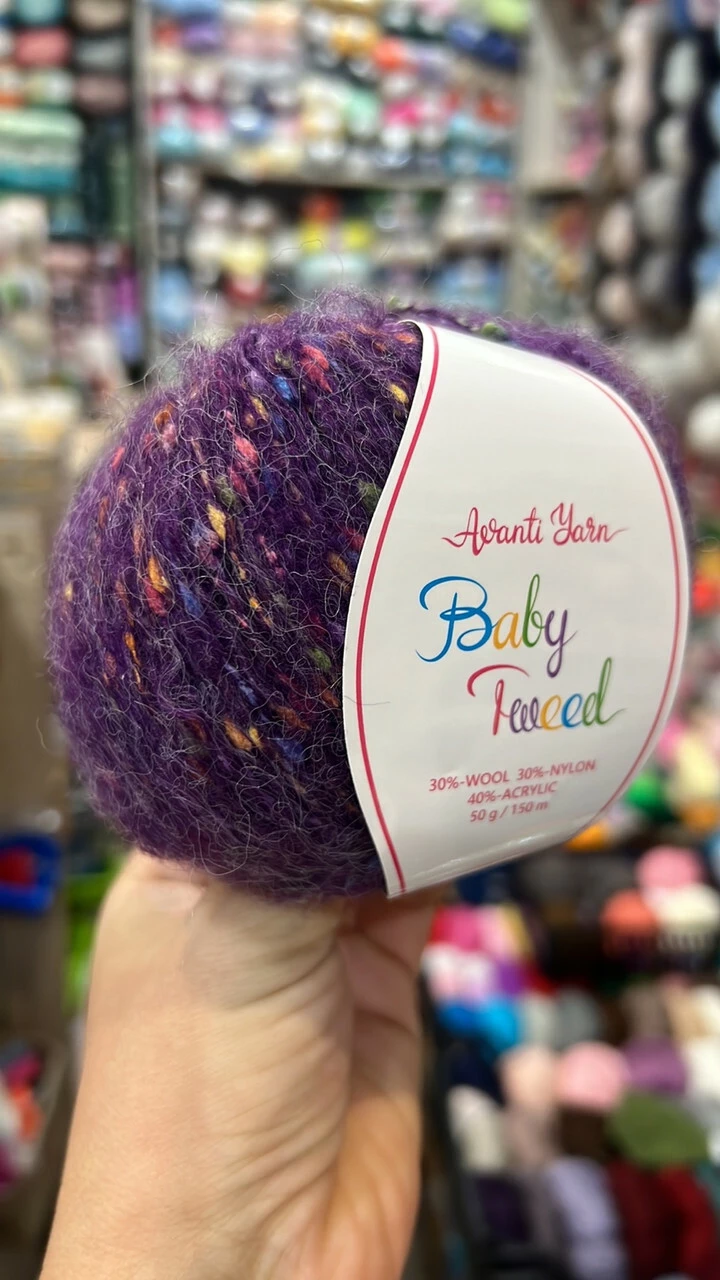 Avanti Yarn
Baby
Tweed
30%-WOOL 30%-NYLON
40%-ACRYLIC
50 g / 150 m